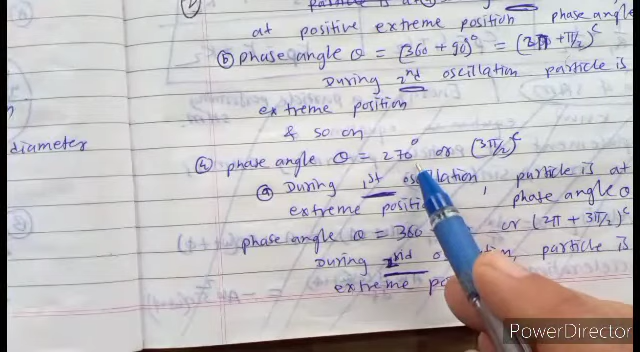 at positive extreme position phase angle
ⓑ phase angle θ = (360 + 90)° = (2π + π/2)ᶜ
During 2nd oscillation particle is
extreme position
& so on
diameter
phase angle θ = 270° or (3π/2)ᶜ
ⓐ During 1st oscillation, particle is at
extreme phase angle θ
phase angle θ = 360 or (2π + 3π/2)ᶜ
During 2nd particle is
extreme
PowerDirector